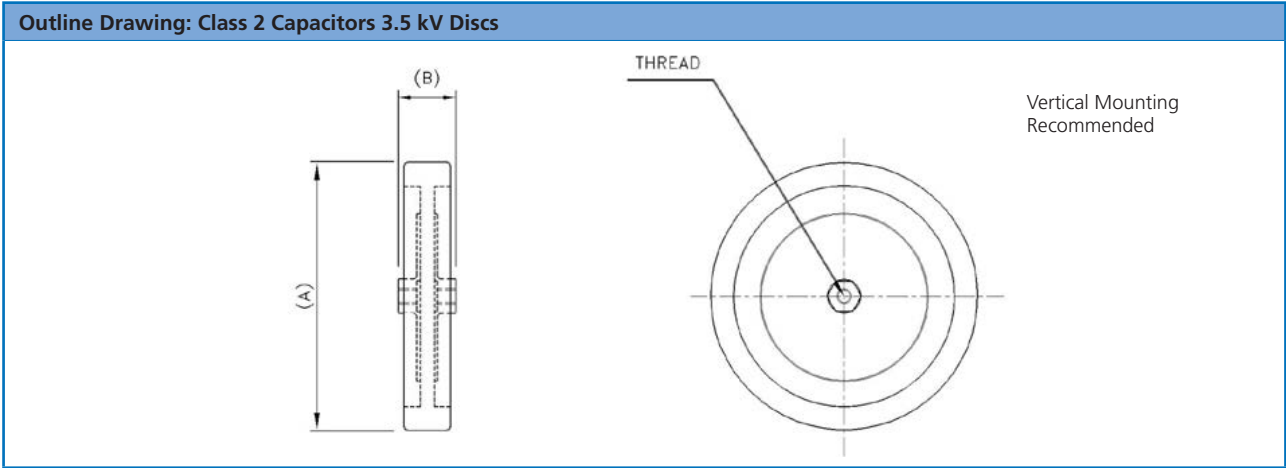 Outline Drawing: Class 2 Capacitors 3.5 kV Discs
(B)
THREAD
Vertical Mounting
Recommended
(A)